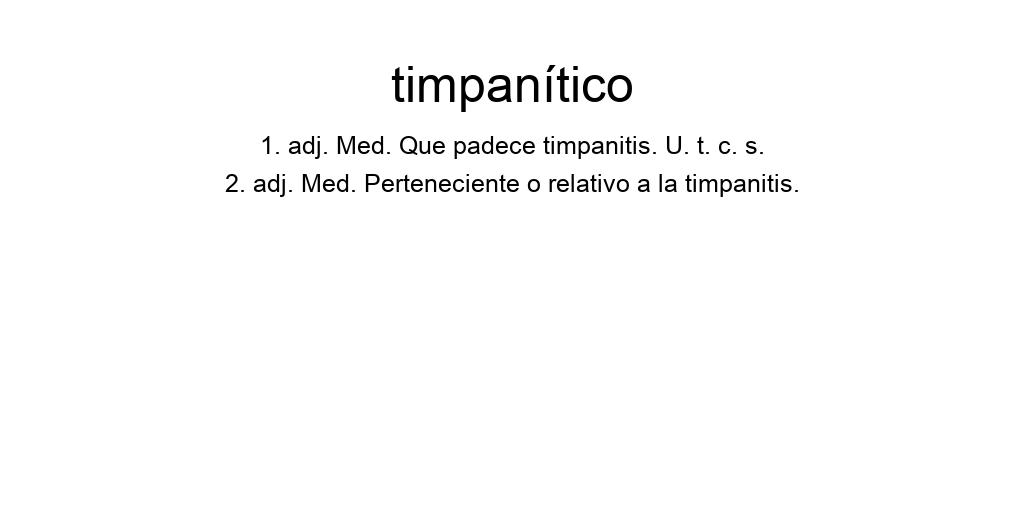 timpanítico
1. adj. Med. Que padece timpanitis. U. t. c. s.
2. adj. Med. Perteneciente o relativo a la timpanitis.